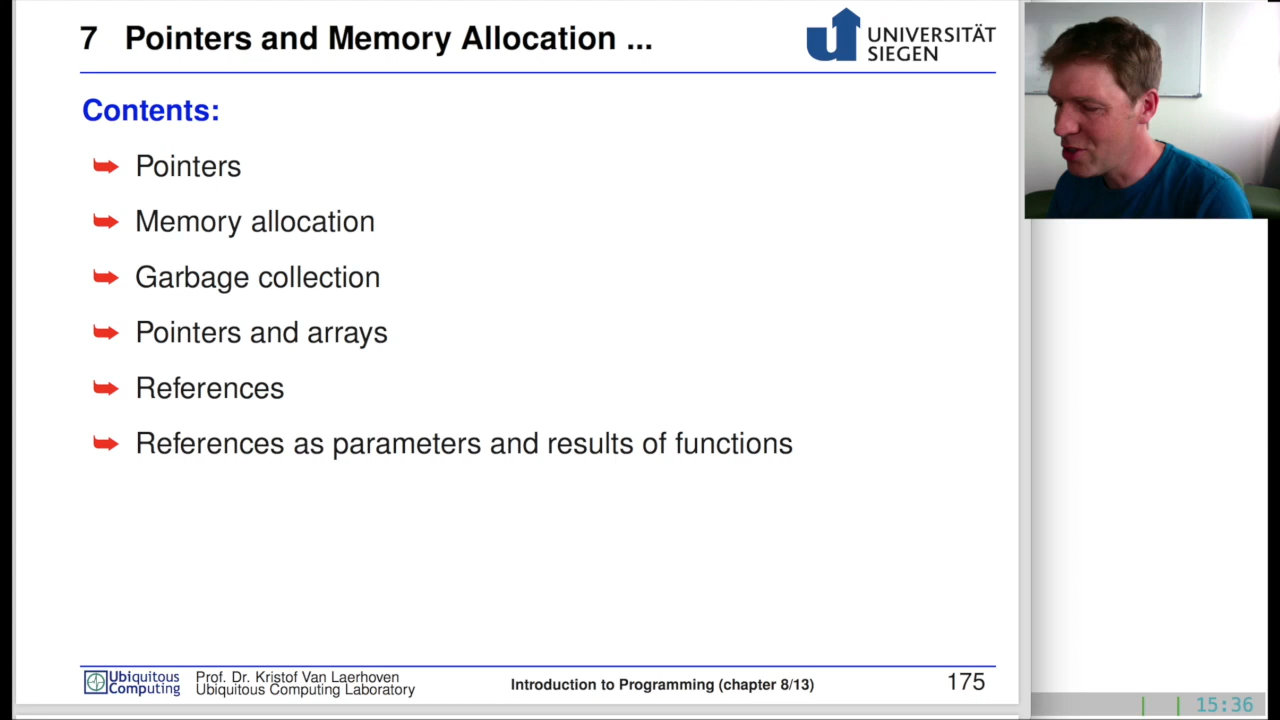 7 Pointers and Memory Allocation ...
UNIVERSITÄT
SIEGEN
Contents:
Pointers
Memory allocation
Garbage collection
Pointers and arrays
References
References as parameters and results of functions
Ubiquitous
Computing
Prof. Dr. Kristof Van Laerhoven
Ubiquitous Computing Laboratory
Introduction to Programming (chapter 8/13)
175
15:36